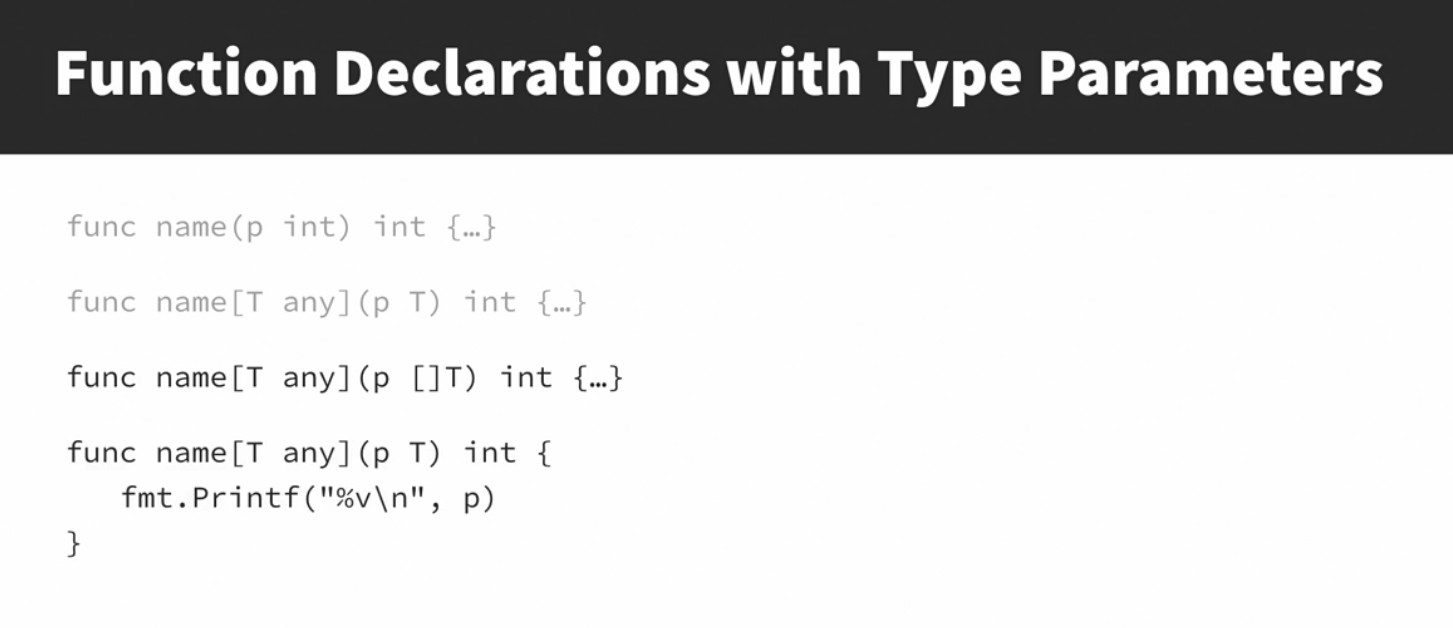 Function Declarations with Type Parameters
func name(p int) int {…}
func name[T any](p T) int {…}
func name[T any](p []T) int {…}
func name[T any](p T) int {
   fmt.Printf("%v\n", p)
}